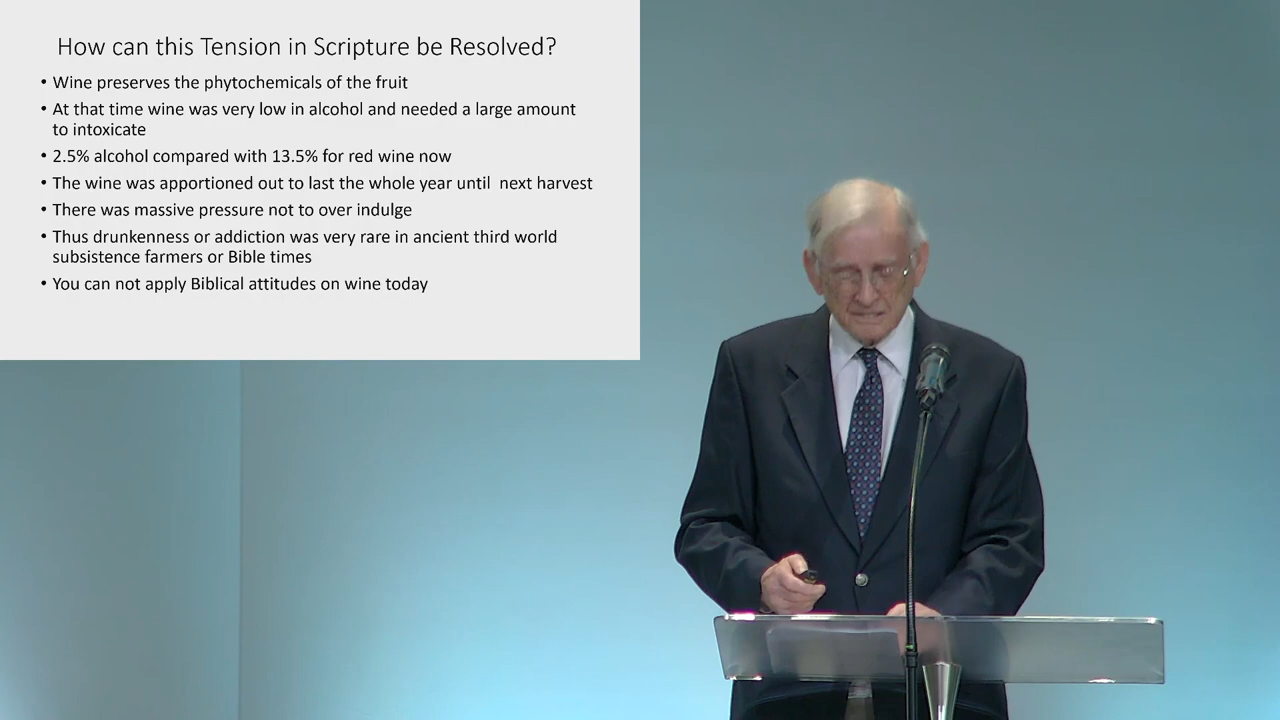 How can this Tension in Scripture be Resolved?
• Wine preserves the phytochemicals of the fruit
• At that time wine was very low in alcohol and needed a large amount
to intoxicate
• 2.5% alcohol compared with 13.5% for red wine now
• The wine was apportioned out to last the whole year until next harvest
• There was massive pressure not to over indulge
• Thus drunkenness or addiction was very rare in ancient third world
subsistence farmers or Bible times
• You can not apply Biblical attitudes on wine today